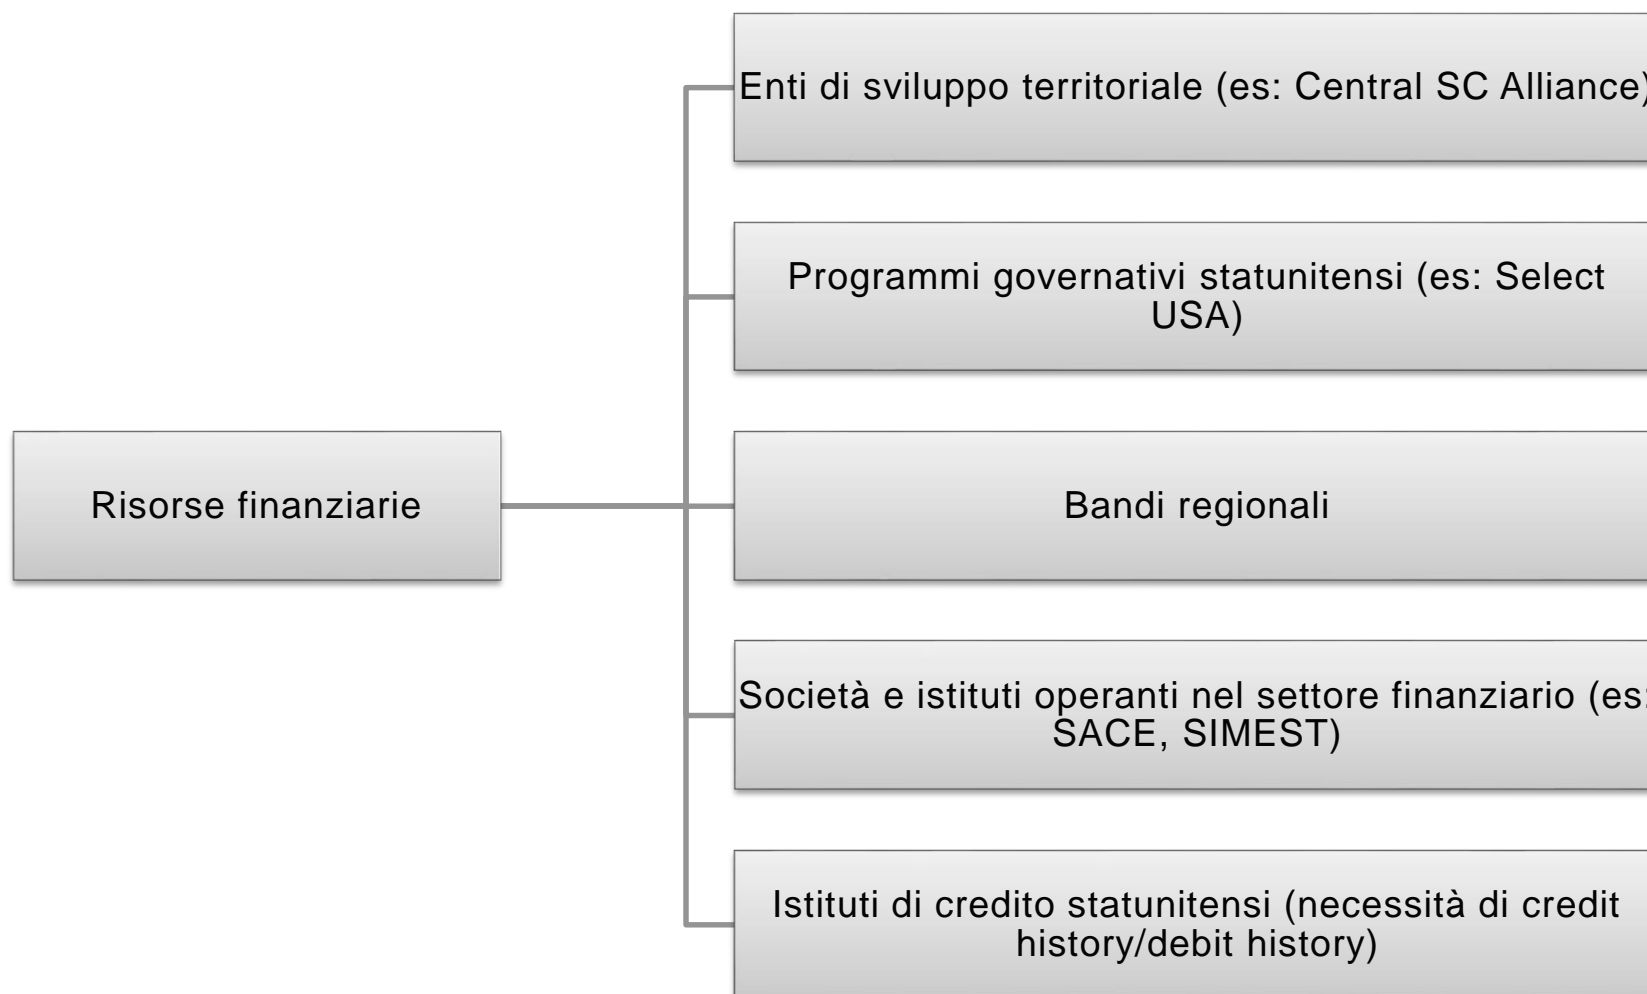 Enti di sviluppo territoriale (es: Central SC Alliance)
Programmi governativi statunitensi (es: Select
USA)
Risorse finanziarie
Bandi regionali
Società e istituti operanti nel settore finanziario (es:
SACE, SIMEST)
Istituti di credito statunitensi (necessità di credit
history/debit history)